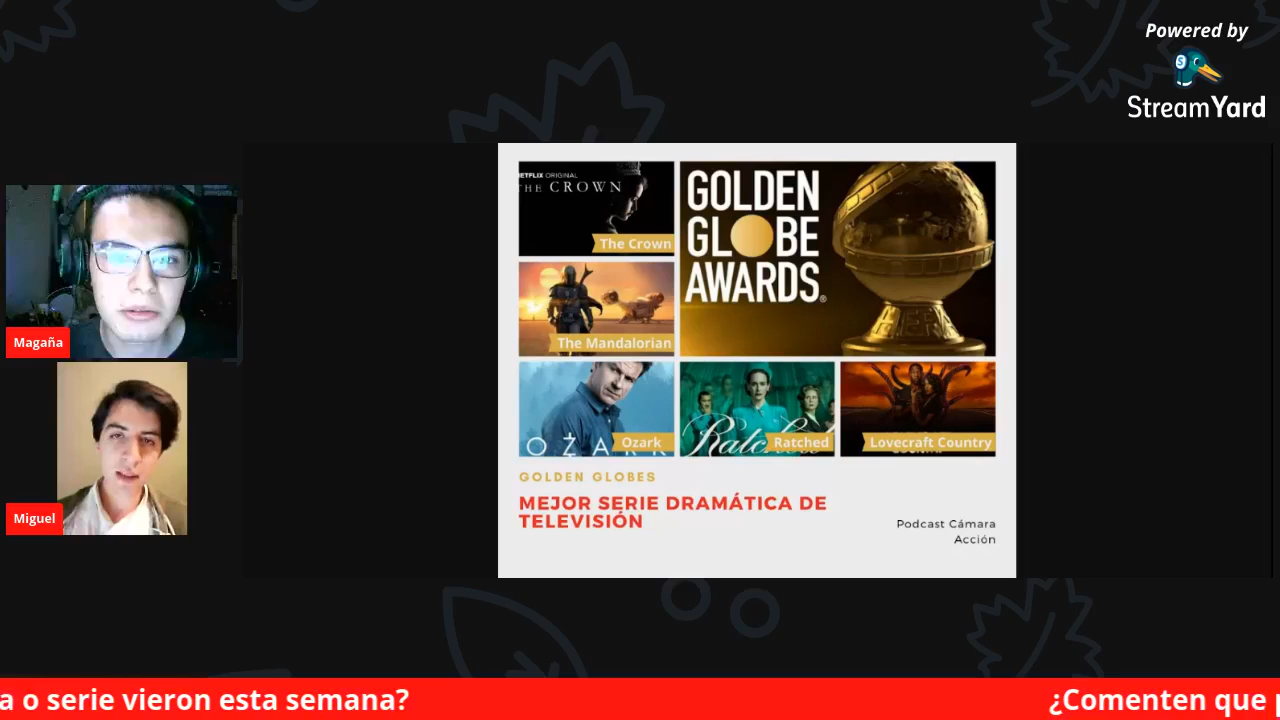 Powered by
StreamYard
NETFLIX ORIGINAL
THE CROWN
The Crown
GOLDEN
GLOBE
AWARDS®
The Mandalorian
OZARK
Ozark
Ratched
Lovecraft Country
GOLDEN GLOBES
MEJOR SERIE DRAMÁTICA DE
TELEVISIÓN
Podcast Cámara
Acción
Magaña
Miguel
a o serie vieron esta semana?
¿Comenten que p